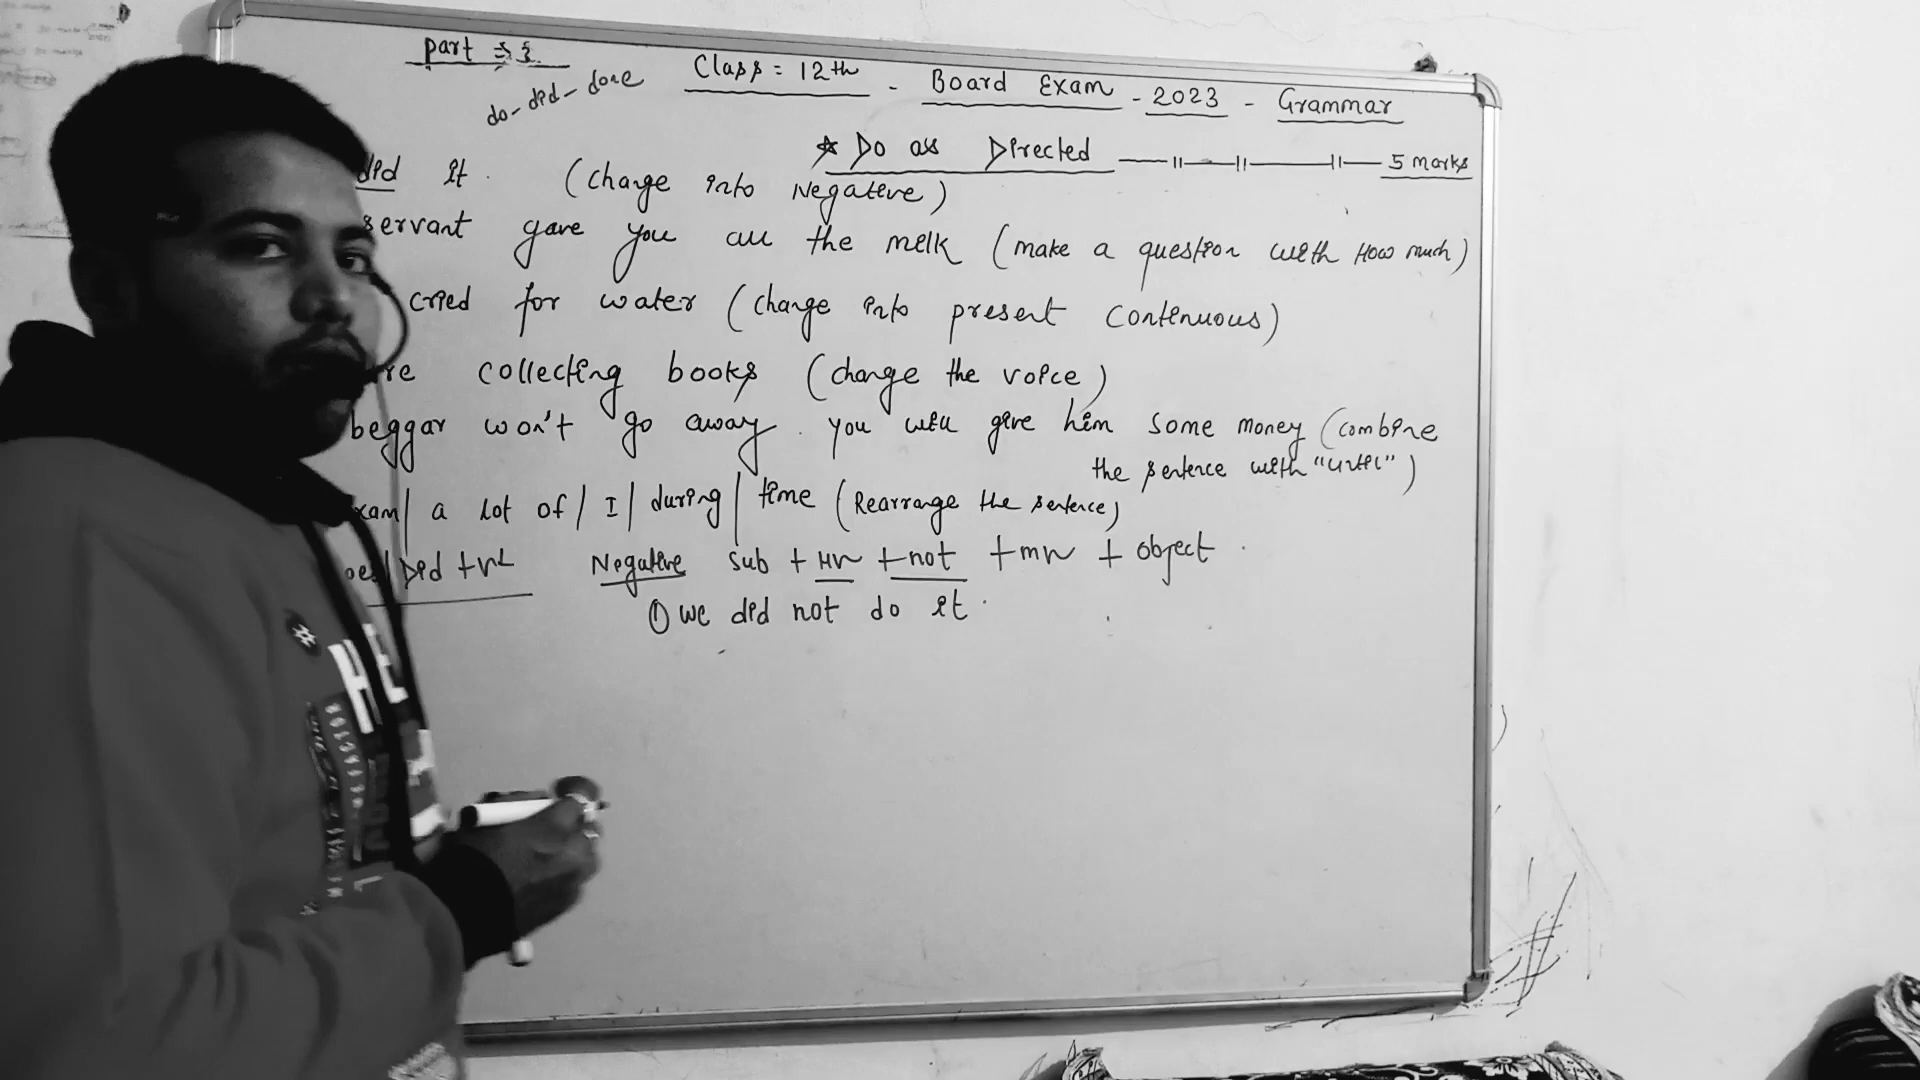 Part ⇒ 3
do - did - done
Class = 12th - Board Exam - 2023 - Grammar
* Do as Directed 5 marks
did it. (Change into Negative)
servant gave you all the milk (make a question with How much)
cried for water (Change into present continuous)
re collecting books (Change the voice)
beggar won't go away. you will give him some money (combine
the sentence with "until")
xam / a lot of / I / during / time (Rearrange the sentence)
Did + v1 Negative Sub + HV + not + mv + object.
① we did not do it.